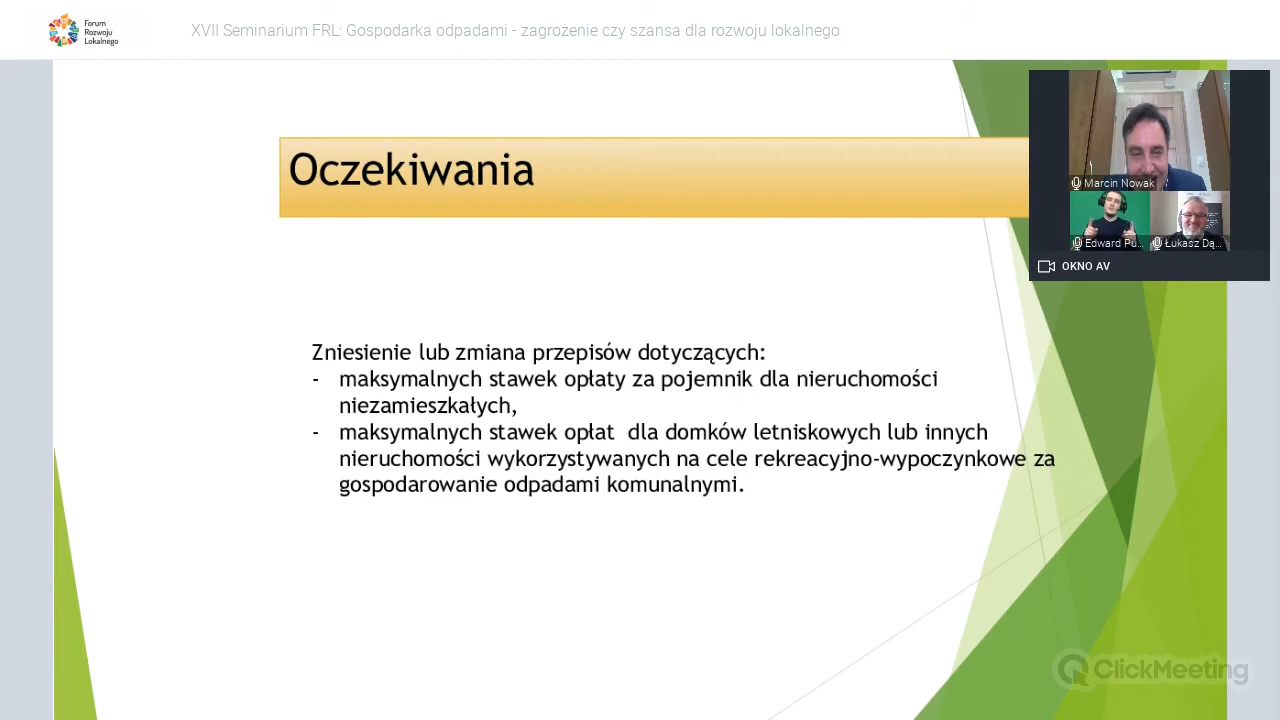 Forum
Rozwoju
Lokalnego
XVII Seminarium FRL: Gospodarka odpadami - zagrożenie czy szansa dla rozwoju lokalnego
Oczekiwania
Marcin Nowak
Edward Pu...
Łukasz Dą...
OKNO AV
Zniesienie lub zmiana przepisów dotyczących:
- maksymalnych stawek opłaty za pojemnik dla nieruchomości
niezamieszkałych,
- maksymalnych stawek opłat dla domków letniskowych lub innych
nieruchomości wykorzystywanych na cele rekreacyjno-wypoczynkowe za
gospodarowanie odpadami komunalnymi.
ClickMeeting